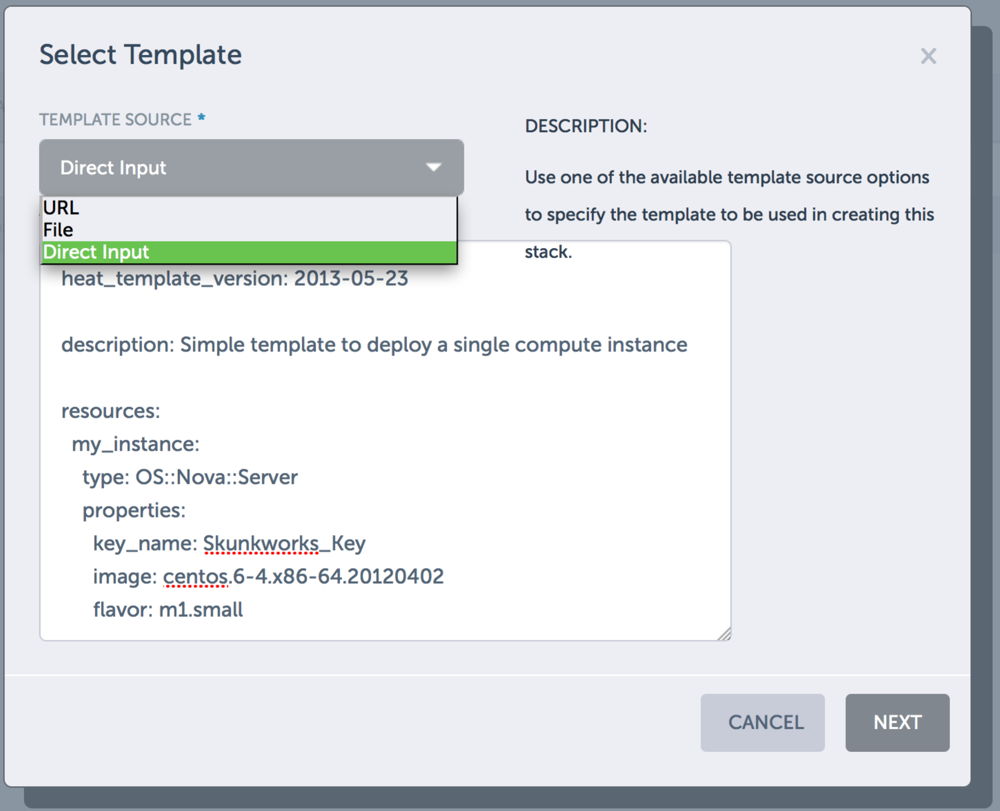 Select Template
×
TEMPLATE SOURCE *
Direct Input
URL
File
Direct Input
heat_template_version: 2013-05-23
description: Simple template to deploy a single compute instance
resources:
my_instance:
type: OS::Nova::Server
properties:
key_name: Skunkworks_Key
image: centos.6-4.x86-64.20120402
flavor: m1.small
DESCRIPTION:
Use one of the available template source options
to specify the template to be used in creating this
stack.
CANCEL
NEXT